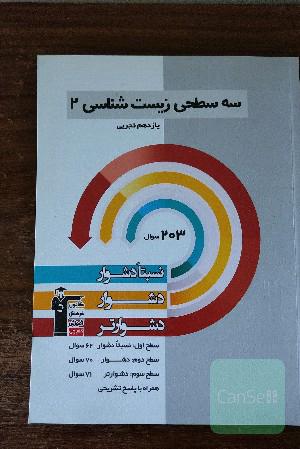 سه سطحی زیست شناسی ۲
یازدهم تجربی
۲۰۳ سوال
نسبتاً دشوار
دشوار
دشوارتر
سطح اول: نسبتاً دشوار ۶۲ سوال
سطح دوم: دشوار ۷۰ سوال
سطح سوم: دشوارتر ۷۱ سوال
همراه با پاسخ تشریحی
CanSe